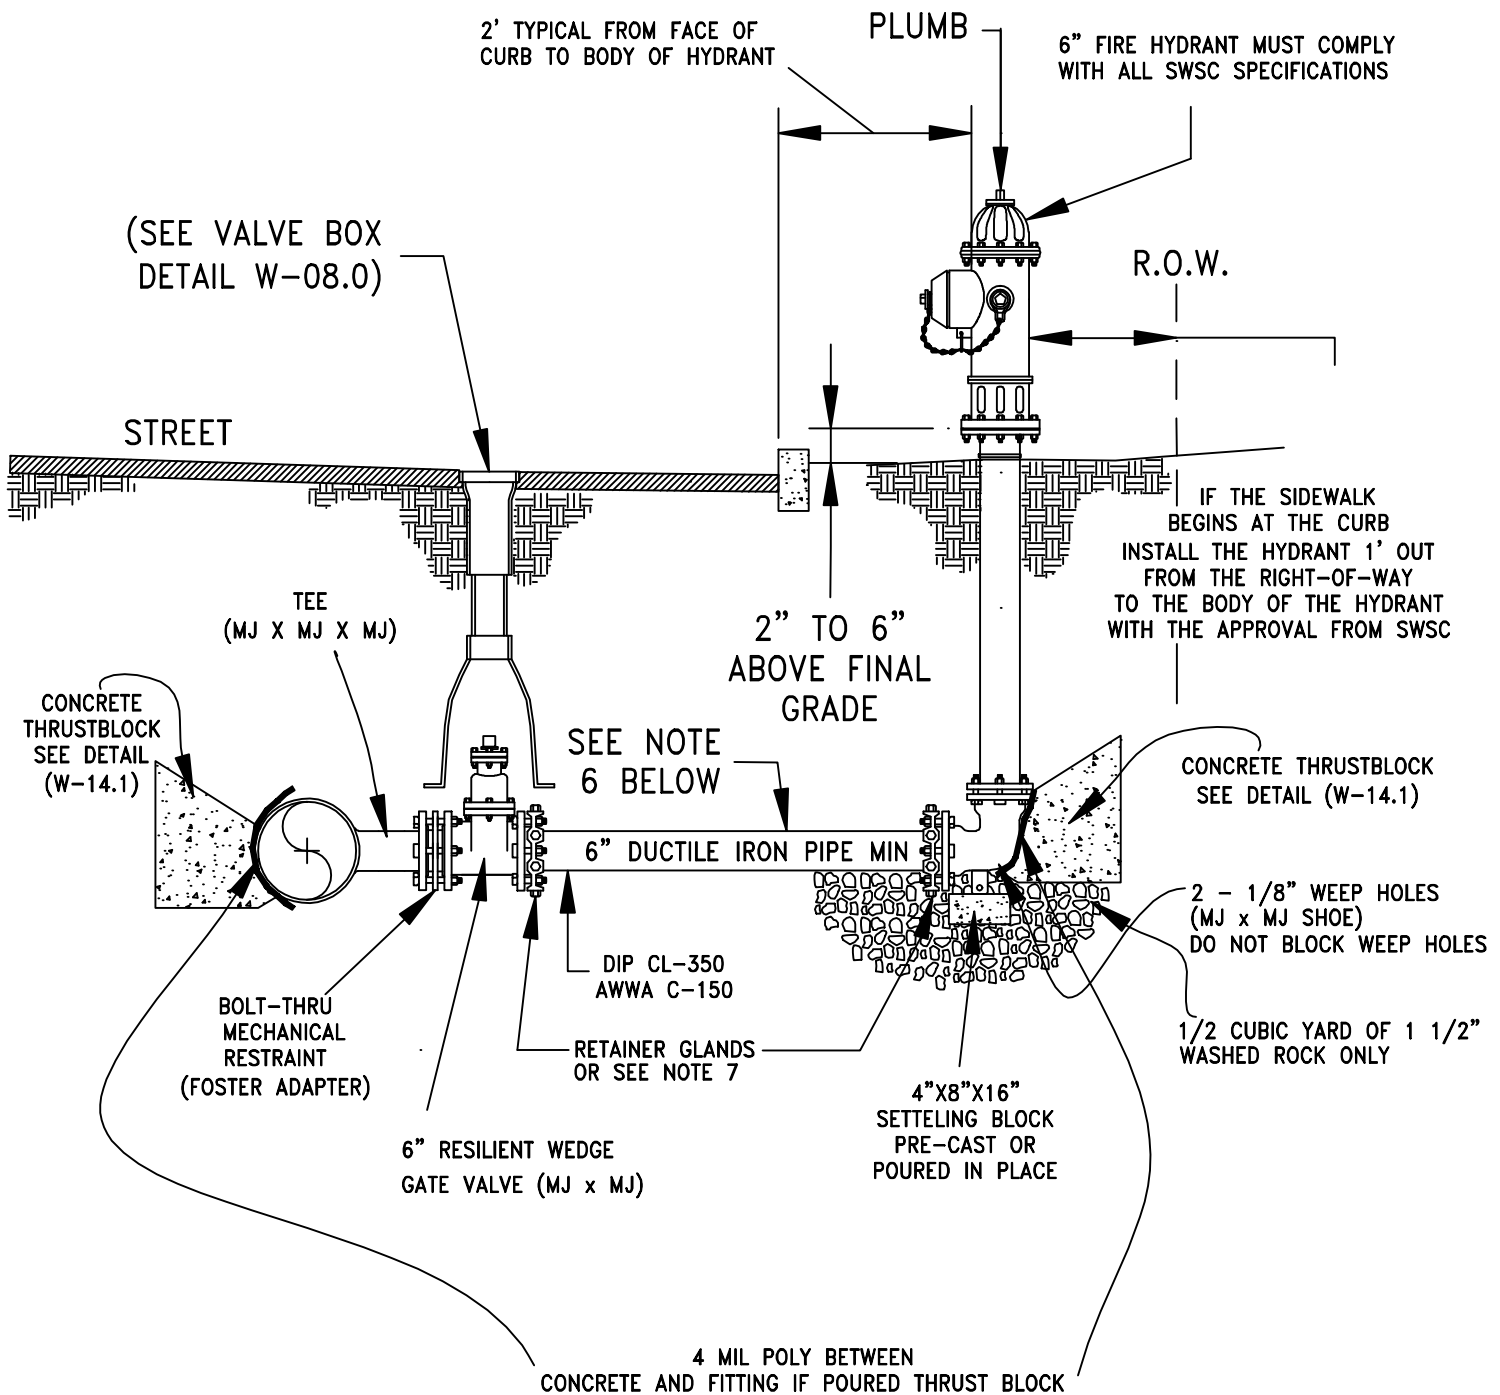 2' TYPICAL FROM FACE OF
CURB TO BODY OF HYDRANT
PLUMB
6" FIRE HYDRANT MUST COMPLY
WITH ALL SWSC SPECIFICATIONS
(SEE VALVE BOX
DETAIL W-08.0)
R.O.W.
STREET
IF THE SIDEWALK
BEGINS AT THE CURB
INSTALL THE HYDRANT 1' OUT
FROM THE RIGHT-OF-WAY
TO THE BODY OF THE HYDRANT
WITH THE APPROVAL FROM SWSC
TEE
(MJ X MJ X MJ)
2" TO 6"
ABOVE FINAL
GRADE
CONCRETE
THRUSTBLOCK
SEE DETAIL
(W-14.1)
SEE NOTE
6 BELOW
CONCRETE THRUSTBLOCK
SEE DETAIL (W-14.1)
6" DUCTILE IRON PIPE MIN
2 - 1/8" WEEP HOLES
(MJ x MJ SHOE)
DO NOT BLOCK WEEP HOLES
DIP CL-350
AWWA C-150
BOLT-THRU
MECHANICAL
RESTRAINT
(FOSTER ADAPTER)
RETAINER GLANDS
OR SEE NOTE 7
1/2 CUBIC YARD OF 1 1/2"
WASHED ROCK ONLY
4"X8"X16"
SETTELING BLOCK
PRE-CAST OR
POURED IN PLACE
6" RESILIENT WEDGE
GATE VALVE (MJ x MJ)
4 MIL POLY BETWEEN
CONCRETE AND FITTING IF POURED THRUST BLOCK